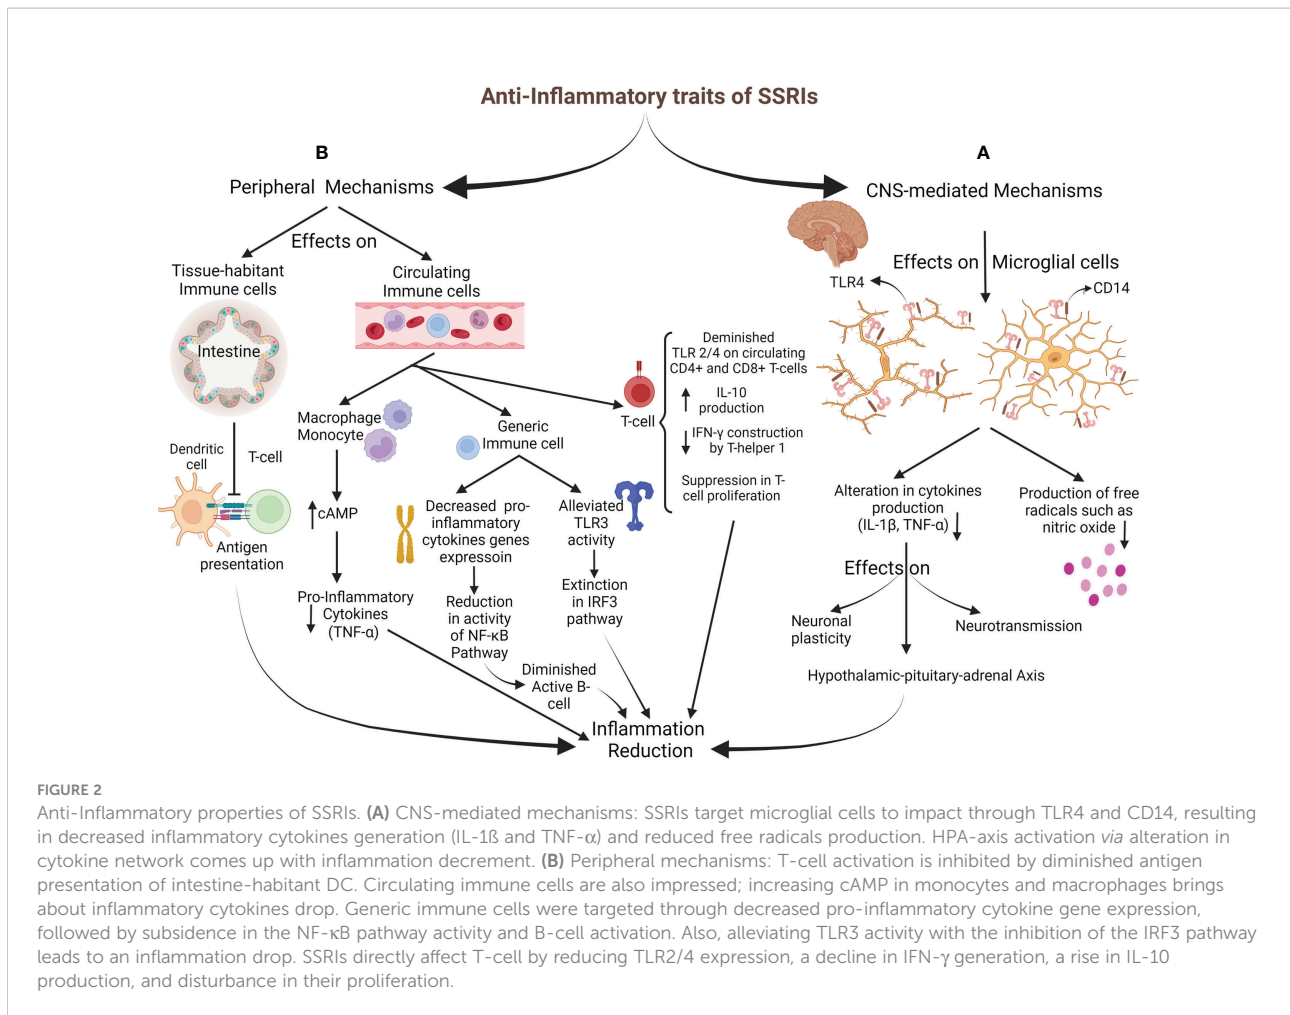 Anti-Inflammatory traits of SSRIs
B
Peripheral Mechanisms
Effects on
Tissue-habitant
Immune cells
Intestine
Dendritic
cell
T-cell
Antigen
presentation
Circulating
Immune cells
Macrophage
Monocyte
cAMP
Pro-Inflammatory
Cytokines
(TNF-α)
Generic
Immune cell
Decreased pro-
inflammatory
cytokines genes
expressoin
Reduction
in activity
of NF-κB
Pathway
Diminished
Active B-
cell
Alleviated
TLR3
activity
Extinction
in IRF3
pathway
T-cell
Deminished
TLR 2/4 on circulating
CD4+ and CD8+ T-cells
IL-10
production
IFN-γ construction
by T-helper 1
Suppression in T-
cell proliferation
A
CNS-mediated Mechanisms
Effects on Microglial cells
TLR4
CD14
Alteration in cytokines
production
(IL-1β, TNF-α)
Production of free
radicals such as
nitric oxide
Effects on
Neuronal
plasticity
Neurotransmission
Hypothalamic-pituitary-adrenal Axis
Inflammation
Reduction
FIGURE 2
Anti-Inflammatory properties of SSRIs. (A) CNS-mediated mechanisms: SSRIs target microglial cells to impact through TLR4 and CD14, resulting
in decreased inflammatory cytokines generation (IL-1ß and TNF-α) and reduced free radicals production. HPA-axis activation via alteration in
cytokine network comes up with inflammation decrement. (B) Peripheral mechanisms: T-cell activation is inhibited by diminished antigen
presentation of intestine-habitant DC. Circulating immune cells are also impressed; increasing cAMP in monocytes and macrophages brings
about inflammatory cytokines drop. Generic immune cells were targeted through decreased pro-inflammatory cytokine gene expression,
followed by subsidence in the NF-κB pathway activity and B-cell activation. Also, alleviating TLR3 activity with the inhibition of the IRF3 pathway
leads to an inflammation drop. SSRIs directly affect T-cell by reducing TLR2/4 expression, a decline in IFN-γ generation, a rise in IL-10
production, and disturbance in their proliferation.